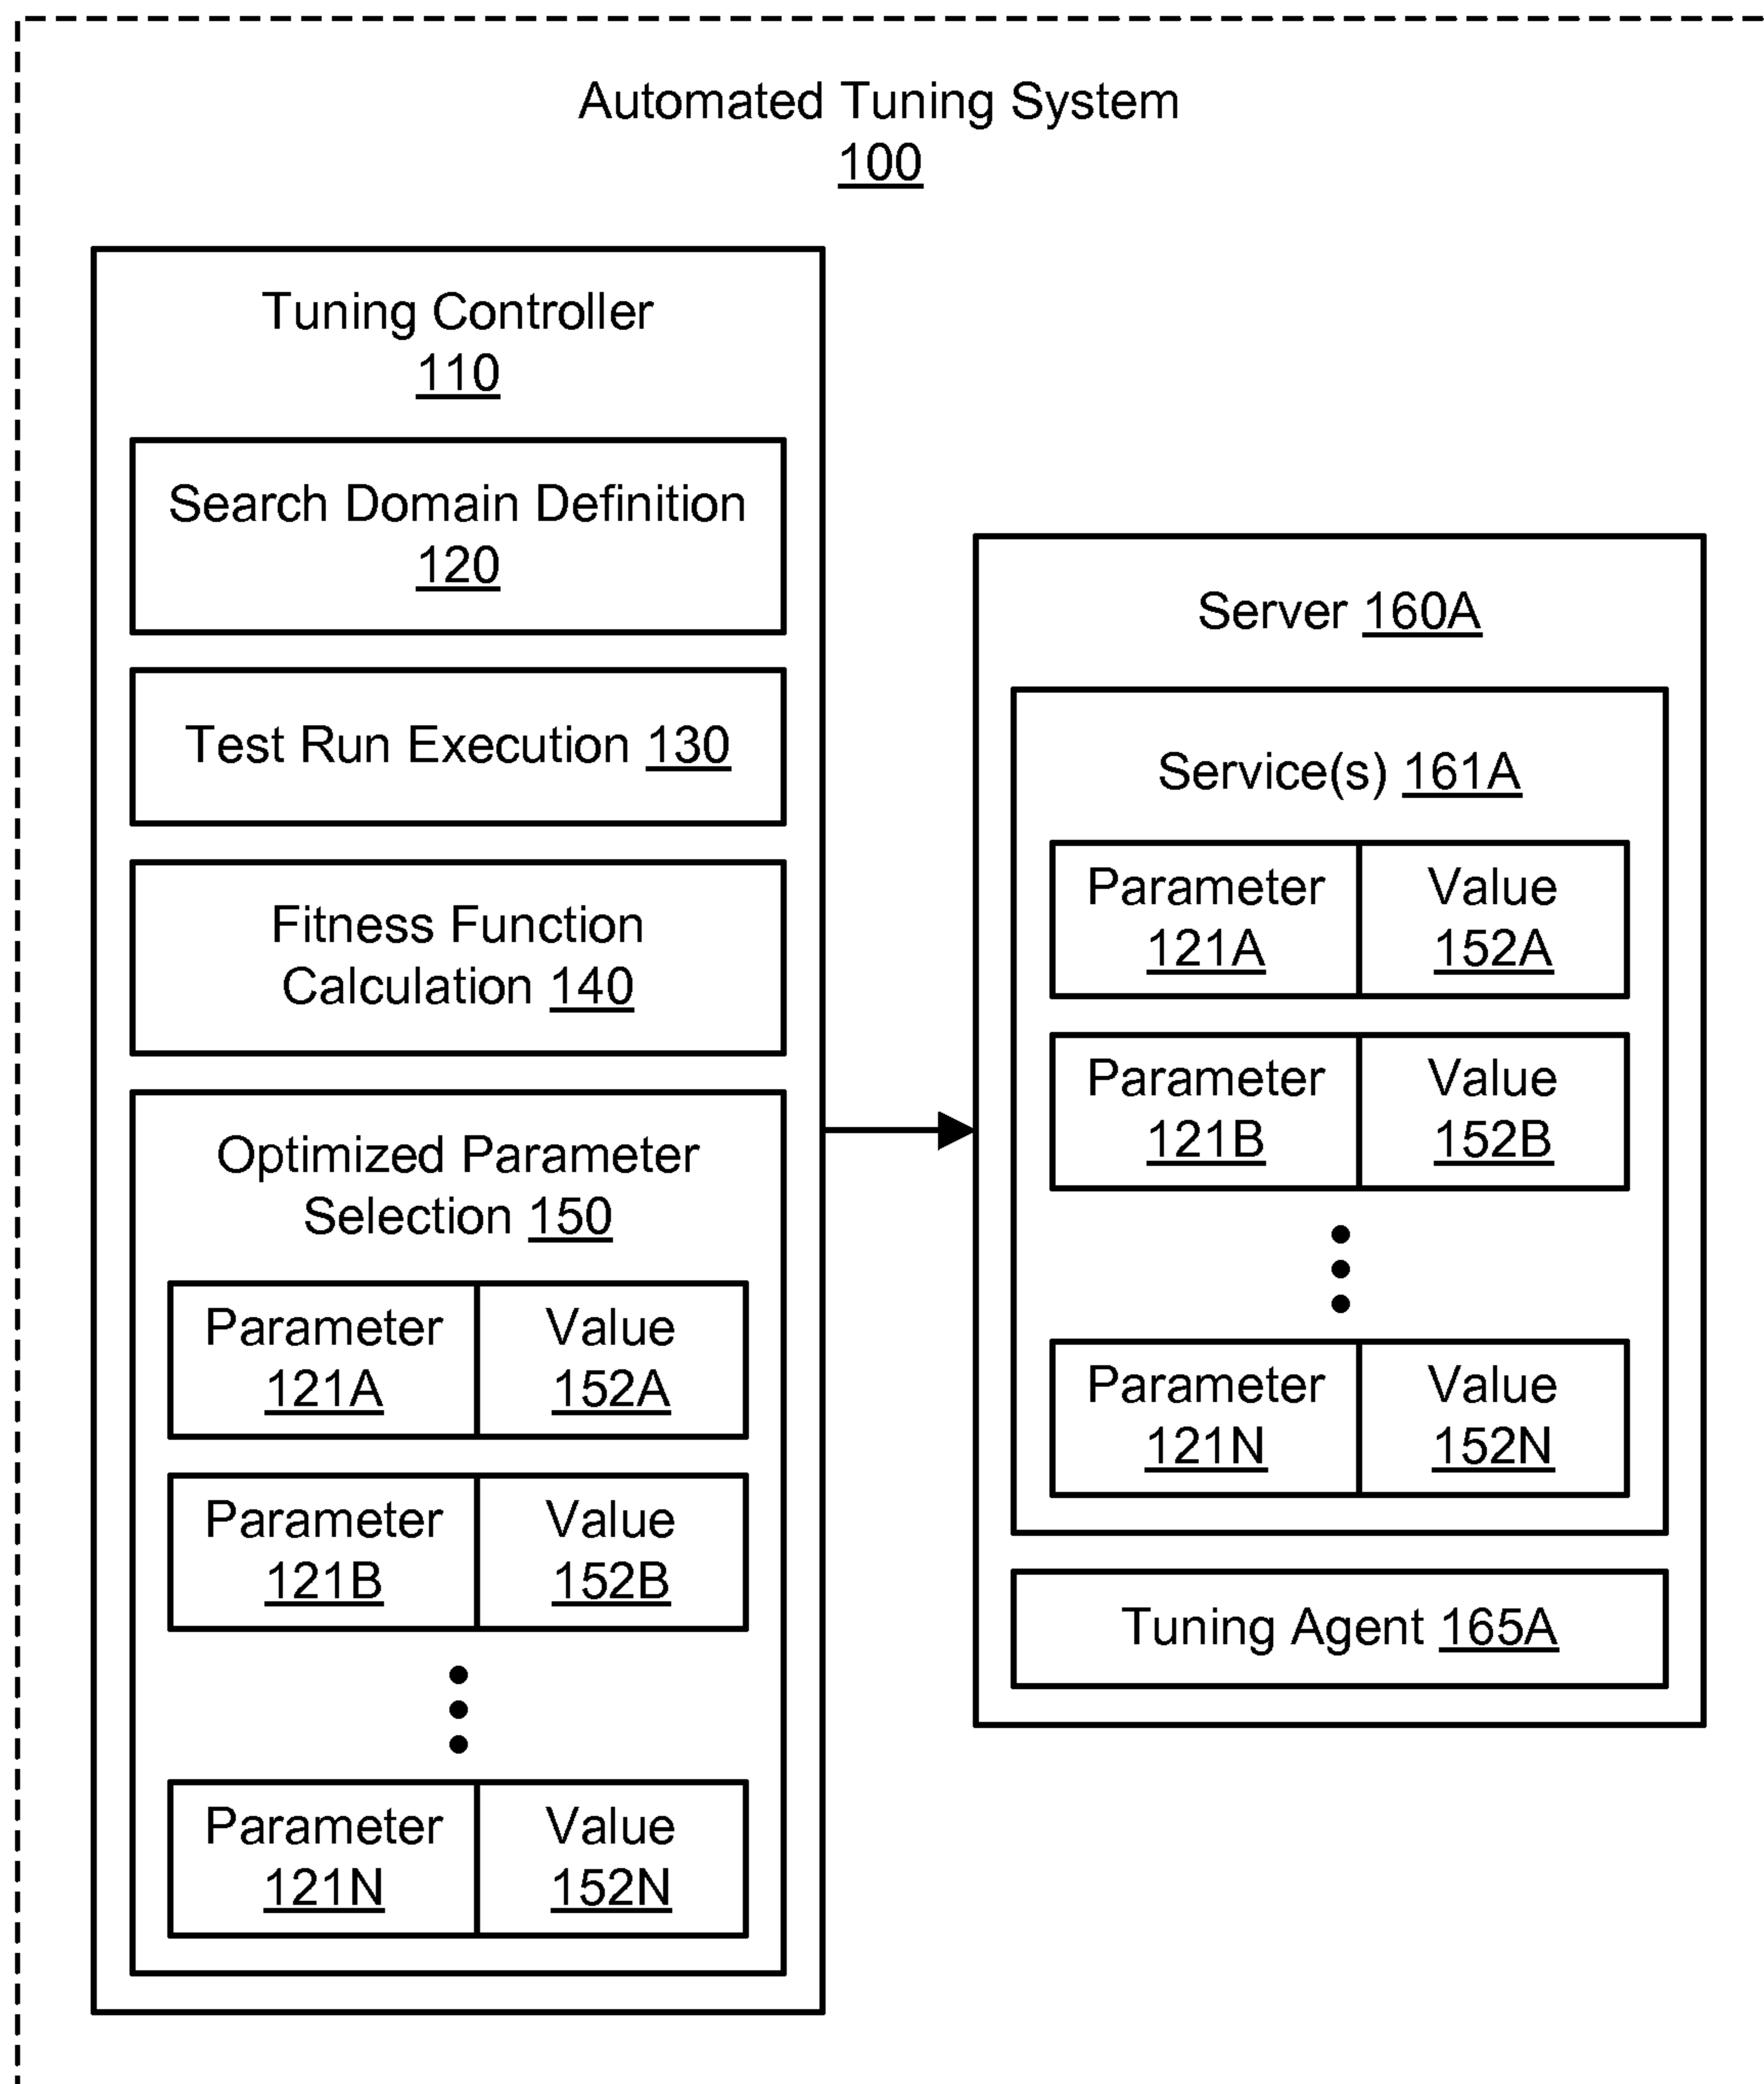 Automated Tuning System
100
Tuning Controller
110
Search Domain Definition
120
Test Run Execution 130
Fitness Function
Calculation 140
Optimized Parameter
Selection 150
Parameter Value
121A 152A
Parameter Value
121B 152B
Parameter Value
121N 152N
Server 160A
Service(s) 161A
Parameter Value
121A 152A
Parameter Value
121B 152B
Parameter Value
121N 152N
Tuning Agent 165A